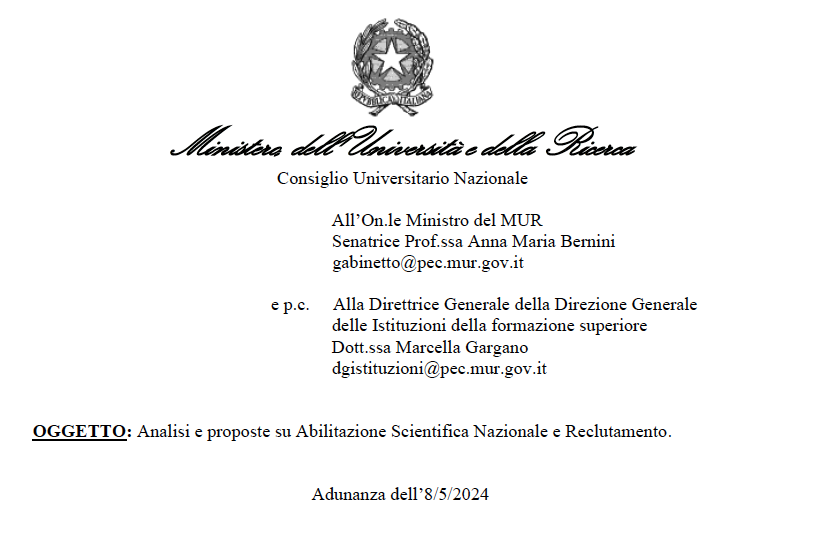 REPVBBLICA ITALIANA
Ministero dell'Università e della Ricerca
Consiglio Universitario Nazionale
All'On.le Ministro del MUR
Senatrice Prof.ssa Anna Maria Bernini
gabinetto@pec.mur.gov.it
e p.c. Alla Direttrice Generale della Direzione Generale
delle Istituzioni della formazione superiore
Dott.ssa Marcella Gargano
dgistituzioni@pec.mur.gov.it
OGGETTO: Analisi e proposte su Abilitazione Scientifica Nazionale e Reclutamento.
Adunanza dell'8/5/2024